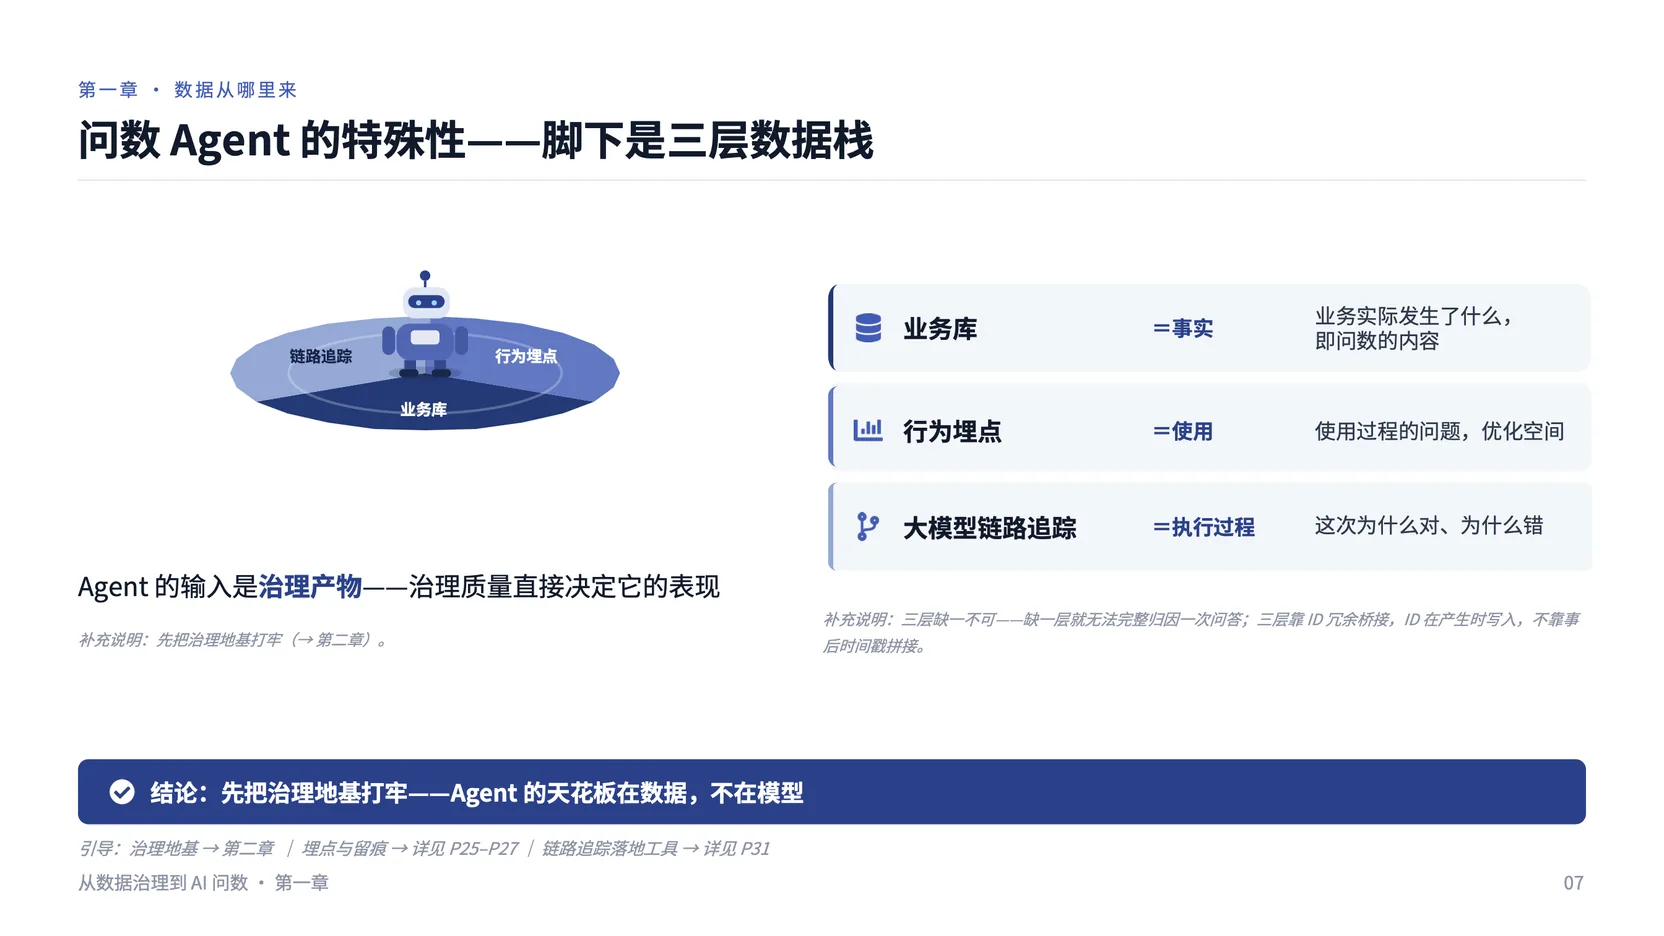 第一章 · 数据从哪里来
问数 Agent 的特殊性——脚下是三层数据栈
链路追踪
行为埋点
业务库
Agent 的输入是治理产物——治理质量直接决定它的表现
补充说明：先把治理地基打牢（→ 第二章）。
业务库
＝事实
业务实际发生了什么，
即问数的内容
行为埋点
＝使用
使用过程的问题，优化空间
大模型链路追踪
＝执行过程
这次为什么对、为什么错
补充说明：三层缺一不可——缺一层就无法完整归因一次问答；三层靠 ID 冗余桥接，ID 在产生时写入，不靠事
后时间戳拼接。
结论：先把治理地基打牢——Agent 的天花板在数据，不在模型
引导：治理地基 → 第二章 ｜ 埋点与留痕 → 详见 P25–P27 ｜ 链路追踪落地工具 → 详见 P31
从数据治理到 AI 问数 · 第一章
07